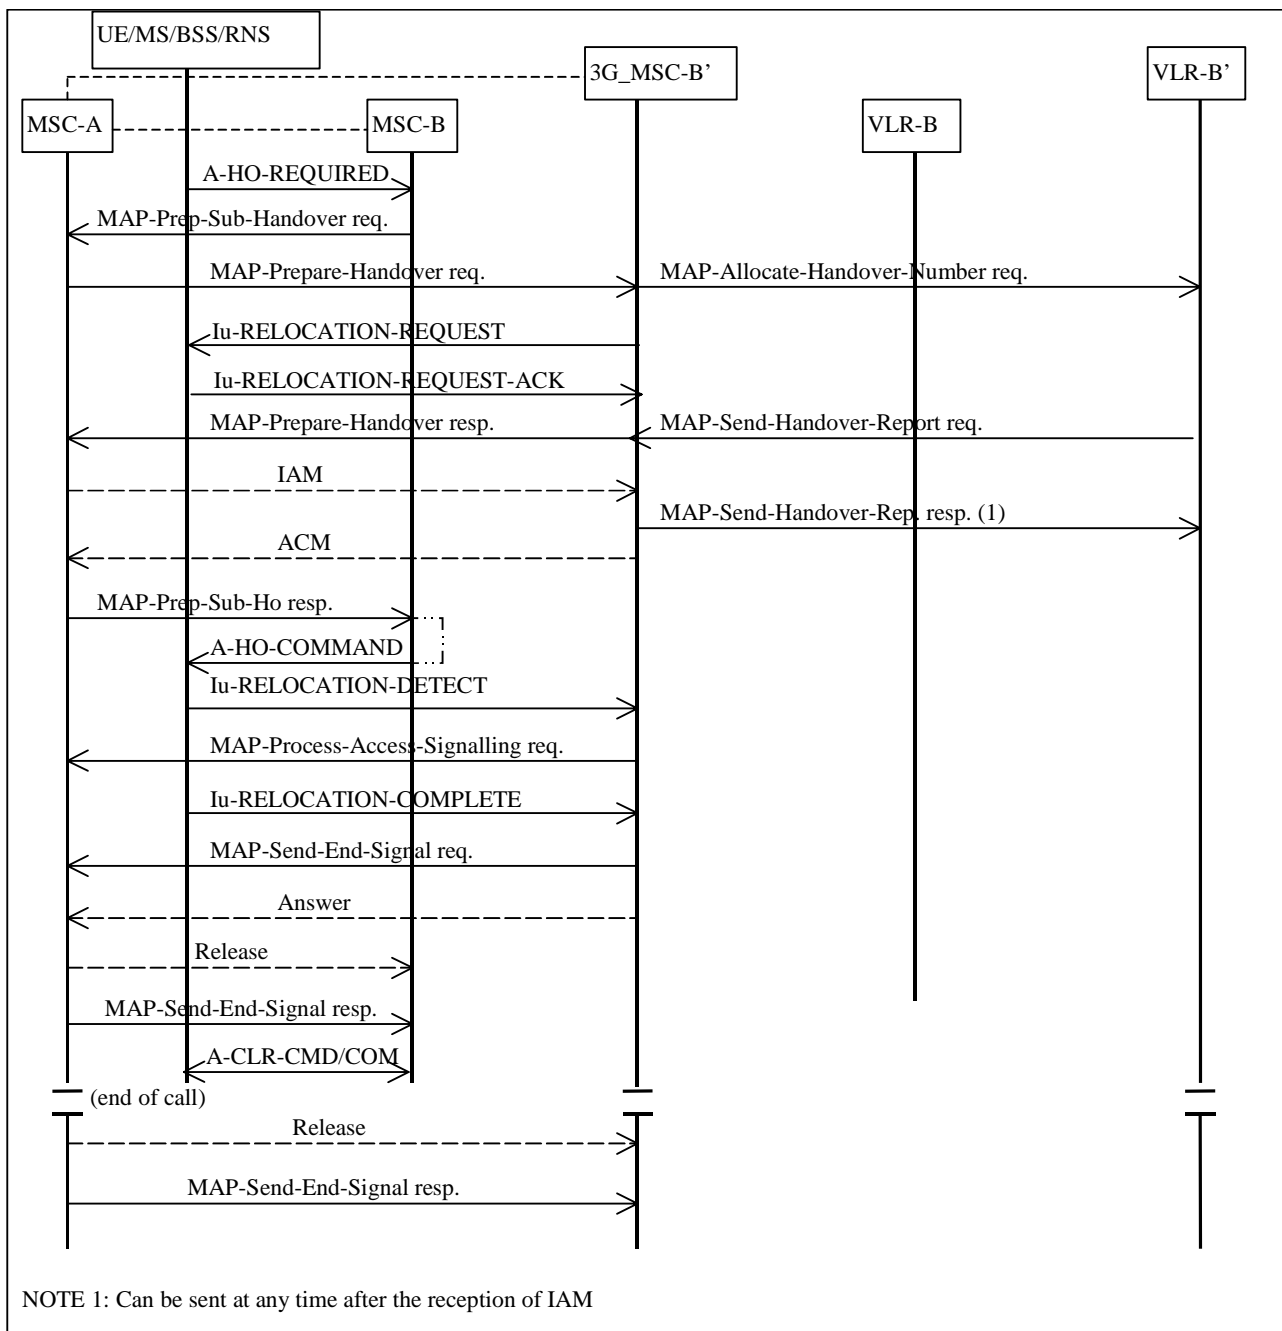 UE/MS/BSS/RNS
3G_MSC-B’
VLR-B’
MSC-A
MSC-B
VLR-B
A-HO-REQUIRED
MAP-Prep-Sub-Handover req.
MAP-Prepare-Handover req.
MAP-Allocate-Handover-Number req.
Iu-RELOCATION-REQUEST
Iu-RELOCATION-REQUEST-ACK
MAP-Prepare-Handover resp.
MAP-Send-Handover-Report req.
IAM
MAP-Send-Handover-Rep. resp. (1)
ACM
MAP-Prep-Sub-Ho resp.
A-HO-COMMAND
Iu-RELOCATION-DETECT
MAP-Process-Access-Signalling req.
Iu-RELOCATION-COMPLETE
MAP-Send-End-Signal req.
Answer
Release
MAP-Send-End-Signal resp.
A-CLR-CMD/COM
(end of call)
Release
MAP-Send-End-Signal resp.
NOTE 1: Can be sent at any time after the reception of IAM